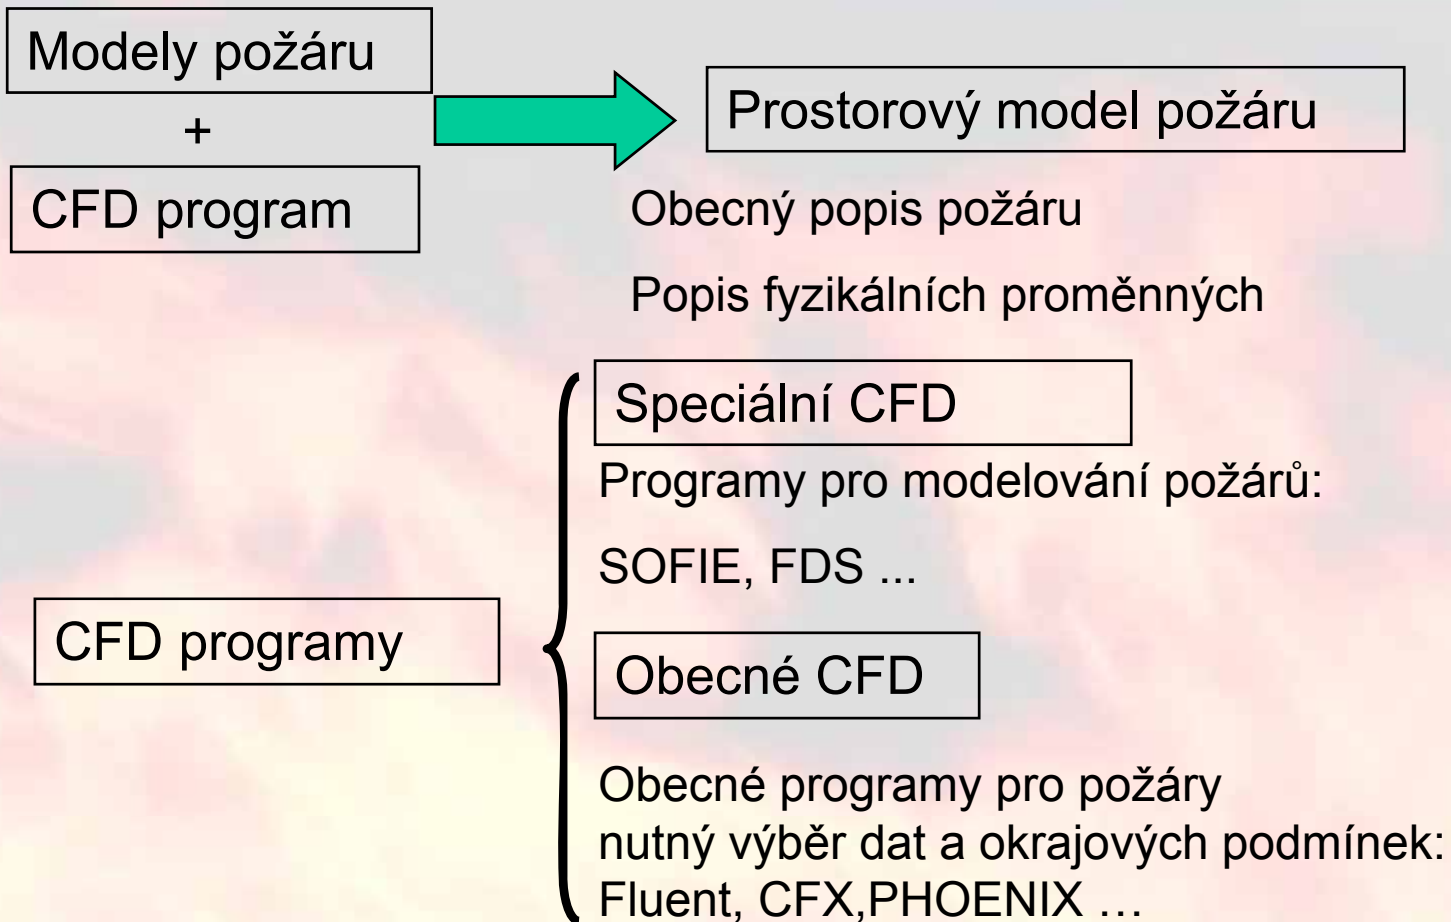 Modely požáru
+
CFD program
Prostorový model požáru
Obecný popis požáru
Popis fyzikálních proměnných
CFD programy
Speciální CFD
Programy pro modelování požárů:
SOFIE, FDS ...
Obecné CFD
Obecné programy pro požáry
nutný výběr dat a okrajových podmínek:
Fluent, CFX,PHOENIX …